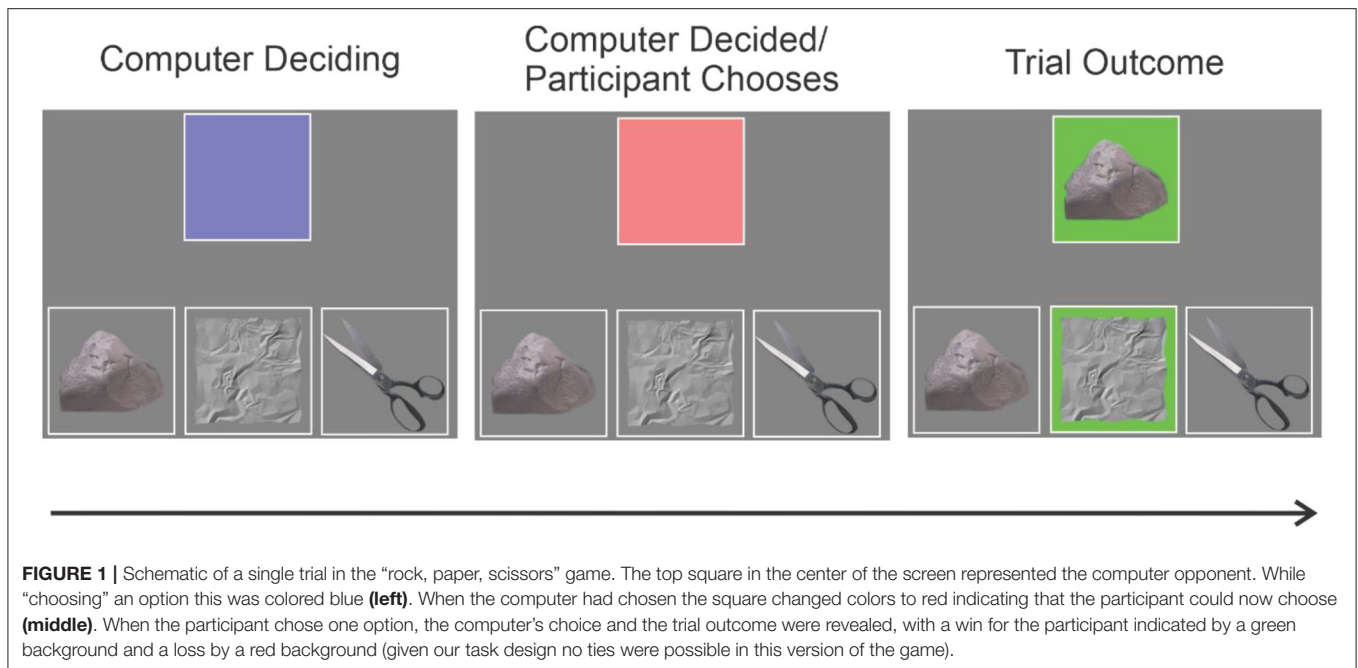 Computer Deciding
Computer Decided/
Participant Chooses
Trial Outcome
FIGURE 1 | Schematic of a single trial in the “rock, paper, scissors” game. The top square in the center of the screen represented the computer opponent. While
“choosing” an option this was colored blue (left). When the computer had chosen the square changed colors to red indicating that the participant could now choose
(middle). When the participant chose one option, the computer’s choice and the trial outcome were revealed, with a win for the participant indicated by a green
background and a loss by a red background (given our task design no ties were possible in this version of the game).